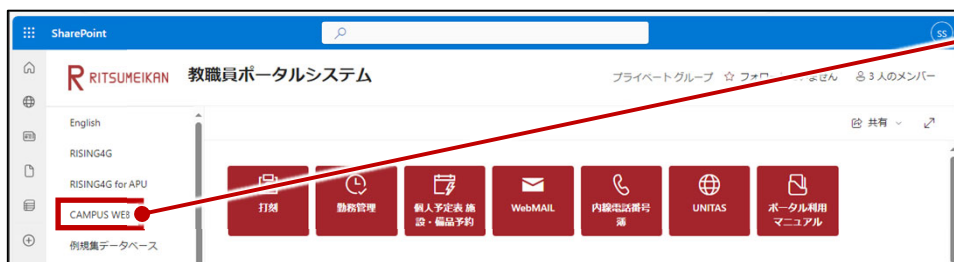 SharePoint
SS
RITSUMEIKAN 教職員ポータルシステム
プライベート グループ ☆ フォロー ません 3 人のメンバー
English
共有
RISING4G
RISING4G for APU
CAMPUS WEB
例規集データベース
打刻
勤務管理
個人予定表 施設・備品予約
WebMAIL
内線電話番号簿
UNITAS
ポータル利用マニュアル